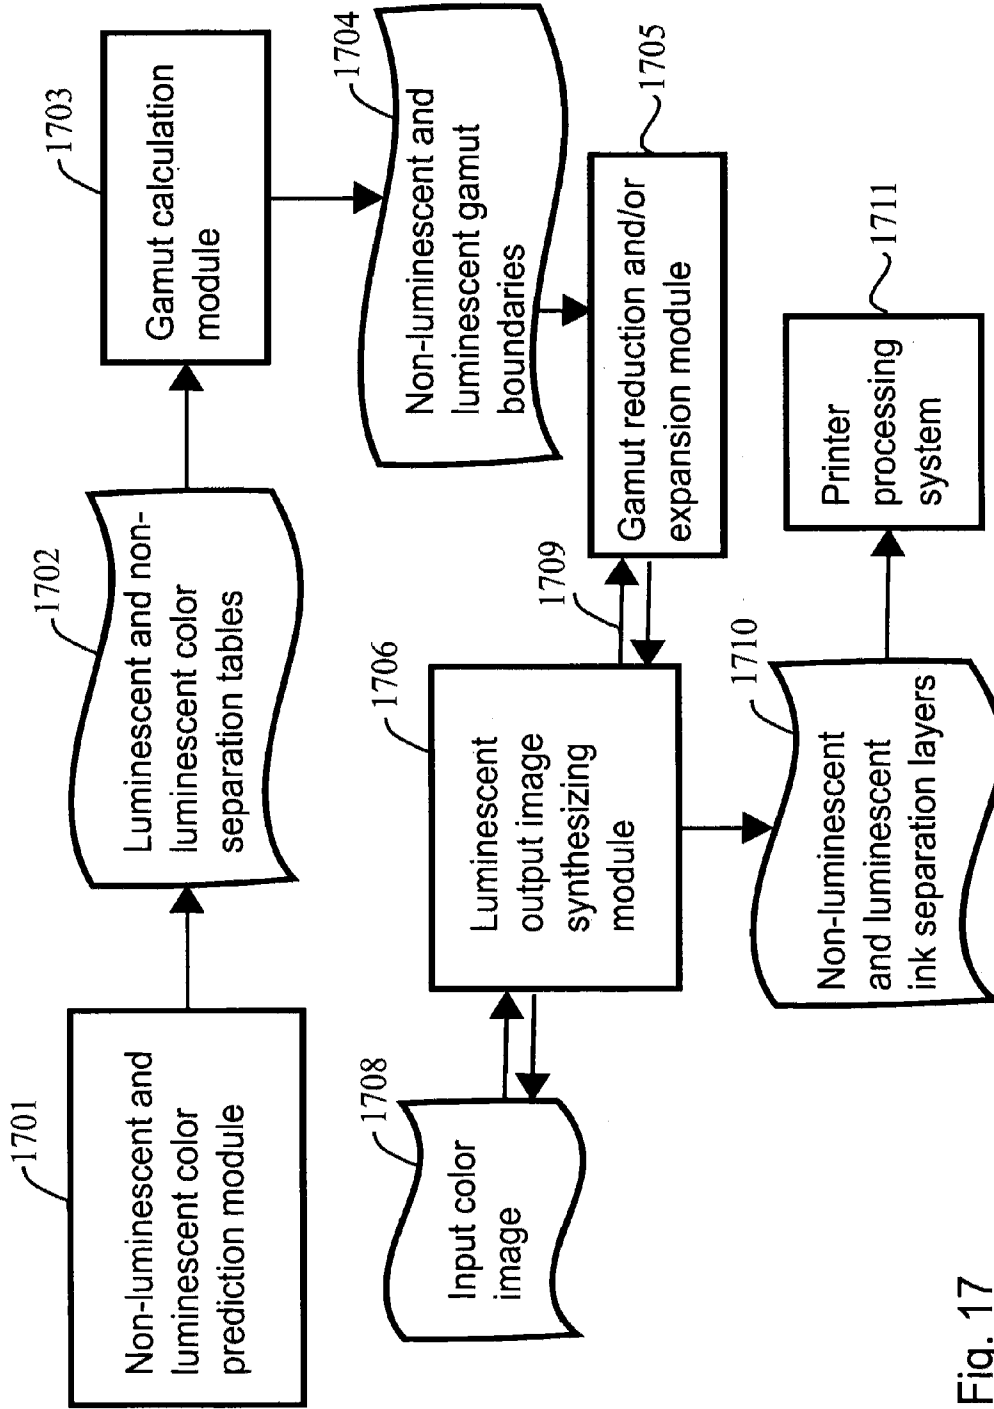 1701
Non-luminescent and
luminescent color
prediction module
1702
Luminescent and non-
luminescent color
separation tables
1703
Gamut calculation
module
1704
Non-luminescent and
luminescent gamut
boundaries
1705
Gamut reduction and/or
expansion module
1709
1706
Luminescent
output image
synthesizing
module
1708
Input color
image
1710
Non-luminescent
and luminescent
ink separation layers
1711
Printer
processing
system
Fig. 17